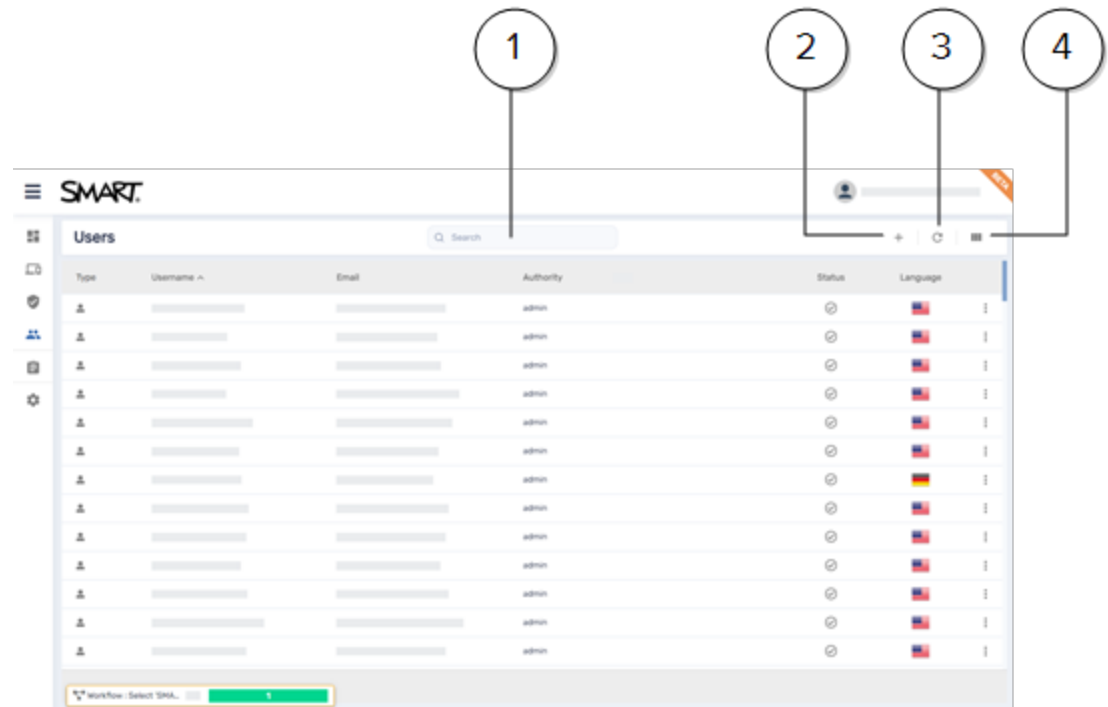 1 2 3 4
SMART. BETA
Users Search
Type Username Email Authority Status Language
admin
admin
admin
admin
admin
admin
admin
admin
admin
admin
admin
admin
admin
Workflow : Select 'SMA... 1